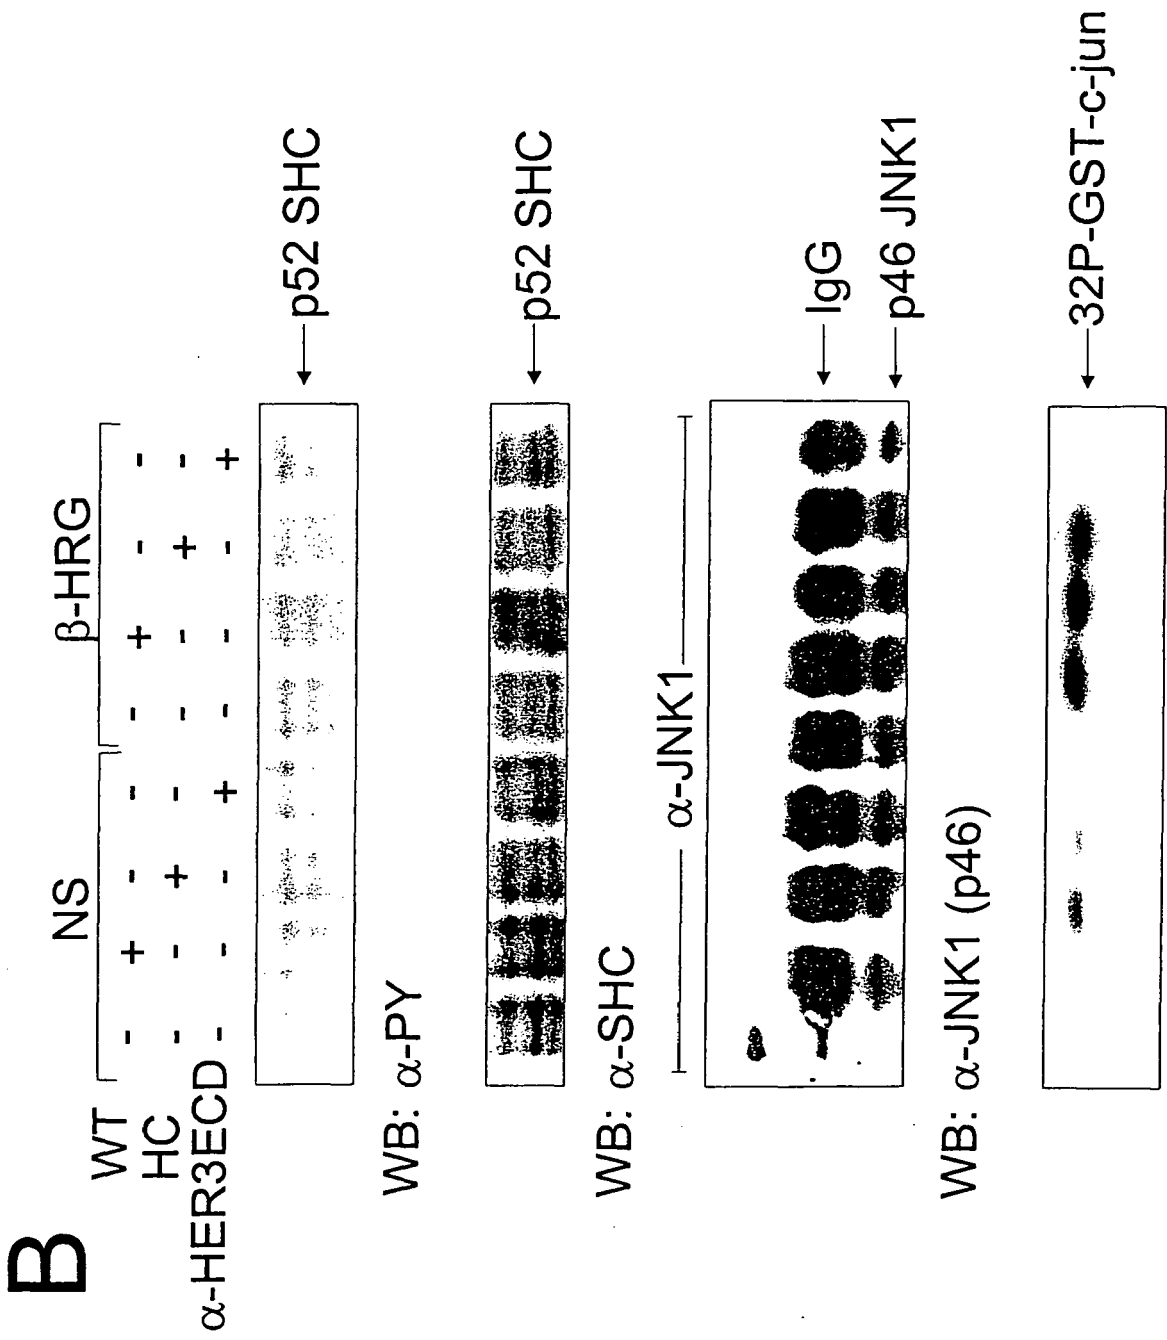 B
NS β-HRG
WT - + - - - + - -
HC - - + - - - + -
α-HER3ECD - - - + - - - +
p52 SHC
WB: α-PY
p52 SHC
WB: α-SHC
α-JNK1
IgG
p46 JNK1
WB: α-JNK1 (p46)
32P-GST-c-jun